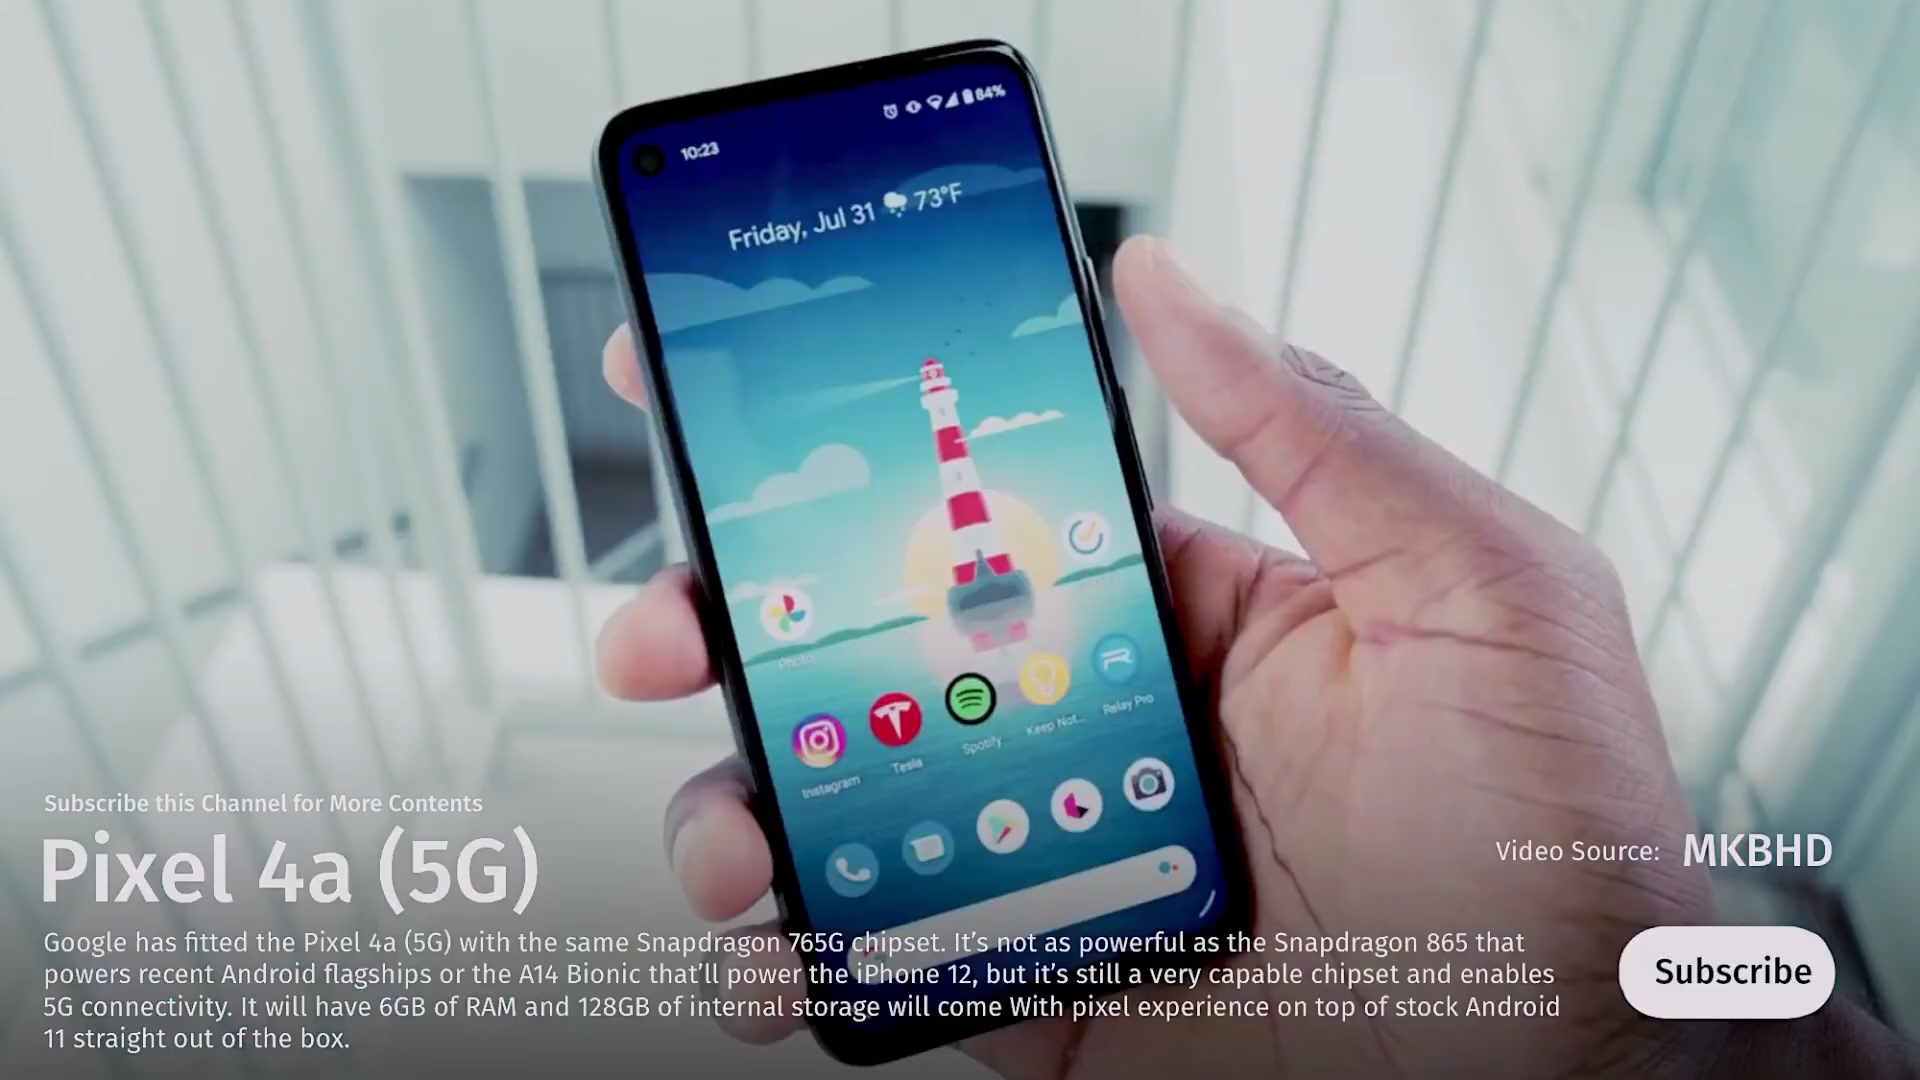 10:23
84%
Friday, Jul 31 73°F
Photos
Instagram
Tesla
Spotify
Keep Not...
Relay Pro
Subscribe this Channel for More Contents
Pixel 4a (5G)
Video Source: MKBHD
Google has fitted the Pixel 4a (5G) with the same Snapdragon 765G chipset. It's not as powerful as the Snapdragon 865 that
powers recent Android flagships or the A14 Bionic that'll power the iPhone 12, but it's still a very capable chipset and enables
5G connectivity. It will have 6GB of RAM and 128GB of internal storage will come With pixel experience on top of stock Android
11 straight out of the box.
Subscribe